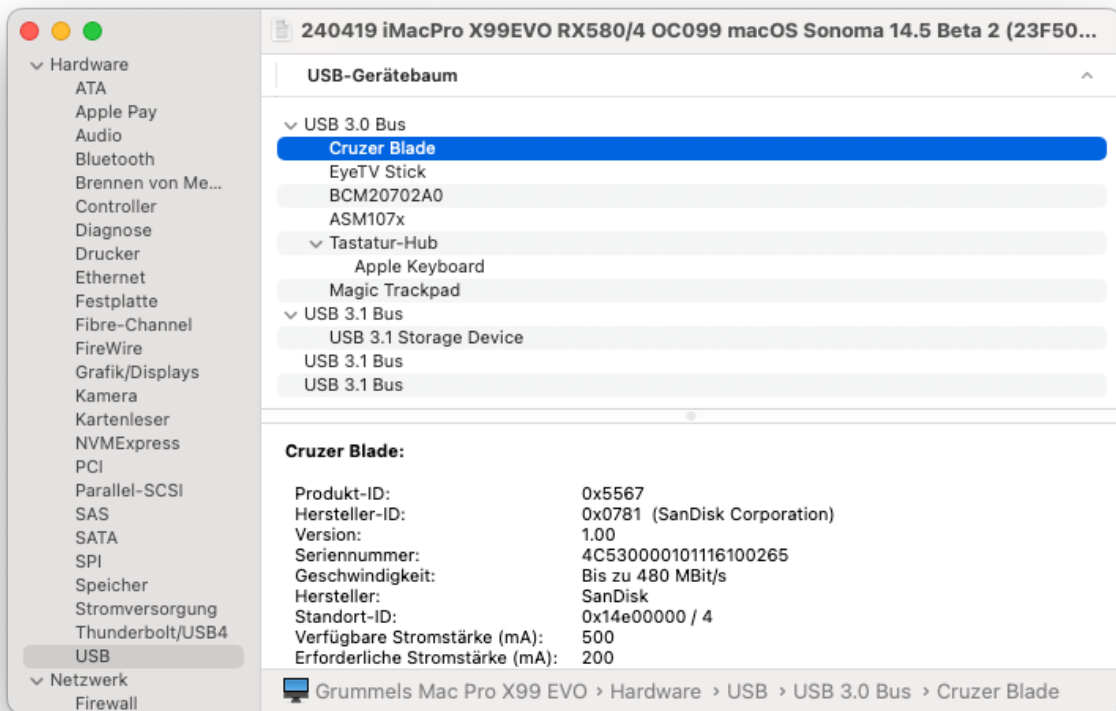 240419 iMacPro X99EVO RX580/4 OC099 macOS Sonoma 14.5 Beta 2 (23F50...
Hardware
ATA
Apple Pay
Audio
Bluetooth
Brennen von Me...
Controller
Diagnose
Drucker
Ethernet
Festplatte
Fibre-Channel
FireWire
Grafik/Displays
Kamera
Kartenleser
NVMExpress
PCI
Parallel-SCSI
SAS
SATA
SPI
Speicher
Stromversorgung
Thunderbolt/USB4
USB
Netzwerk
Firewall
USB-Gerätebaum
USB 3.0 Bus
Cruzer Blade
EyeTV Stick
BCM20702A0
ASM107x
Tastatur-Hub
Apple Keyboard
Magic Trackpad
USB 3.1 Bus
USB 3.1 Storage Device
USB 3.1 Bus
USB 3.1 Bus
Cruzer Blade:
Produkt-ID: 0x5567
Hersteller-ID: 0x0781 (SanDisk Corporation)
Version: 1.00
Seriennummer: 4C530000101116100265
Geschwindigkeit: Bis zu 480 MBit/s
Hersteller: SanDisk
Standort-ID: 0x14e00000 / 4
Verfügbare Stromstärke (mA): 500
Erforderliche Stromstärke (mA): 200
Grummels Mac Pro X99 EVO › Hardware › USB › USB 3.0 Bus › Cruzer Blade